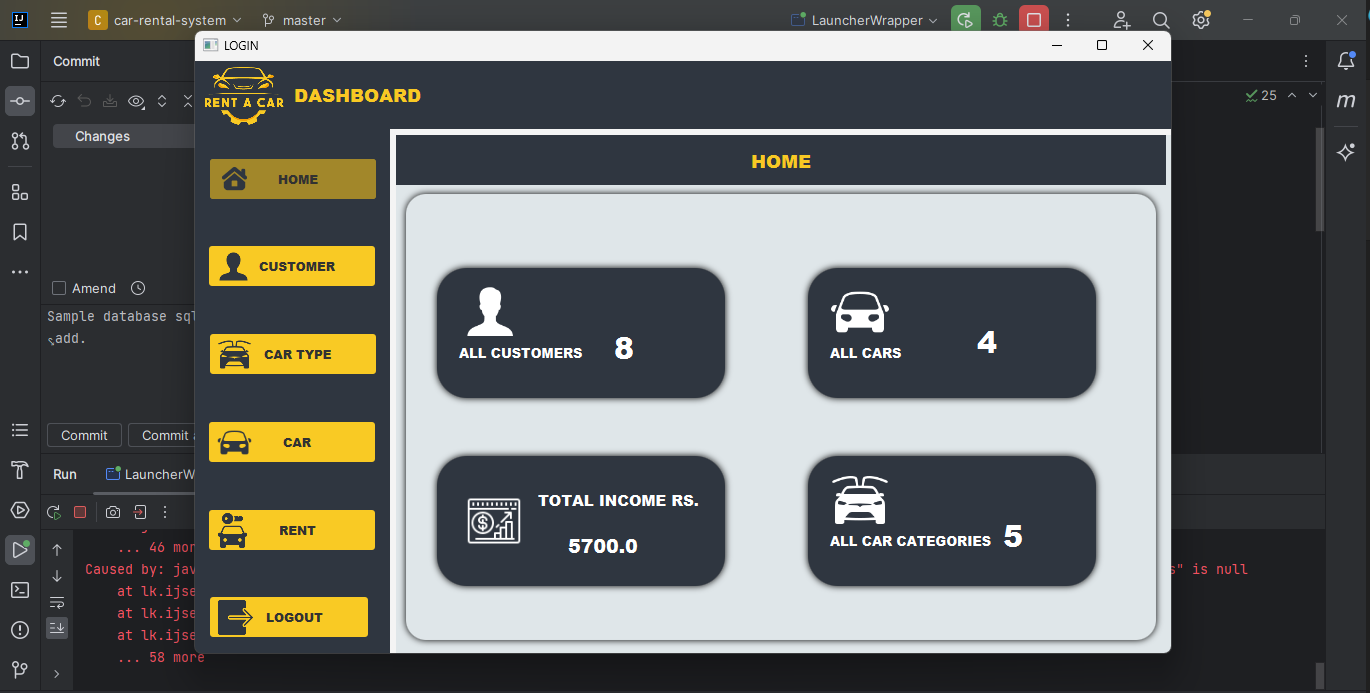 C car-rental-system
master
LauncherWrapper
LOGIN
Commit
RENT A CAR
DASHBOARD
25
m
Changes
HOME
HOME
CUSTOMER
ALL CUSTOMERS 8
ALL CARS 4
Amend
Sample database sql
add.
CAR TYPE
Commit
Commit
CAR
Run
LauncherW
TOTAL INCOME RS.
5700.0
ALL CAR CATEGORIES 5
RENT
... 46 mor
Caused by: jav
s" is null
at lk.ijse
at lk.ijse
at lk.ijse
LOGOUT
... 58 more